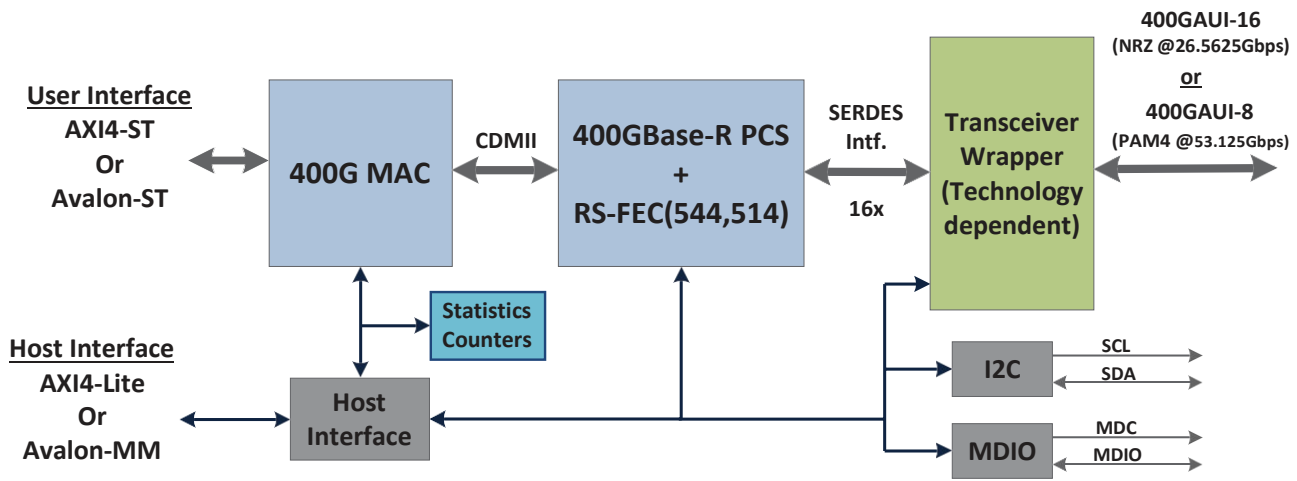 400GAUI-16
(NRZ @26.5625Gbps)
or
400GAUI-8
(PAM4 @53.125Gbps)
User Interface
AXI4-ST
Or
Avalon-ST
400G MAC
CDMII
400GBase-R PCS
+
RS-FEC(544,514)
SERDES
Intf.
16x
Transceiver
Wrapper
(Technology
dependent)
Statistics
Counters
Host Interface
AXI4-Lite
Or
Avalon-MM
Host
Interface
I2C
SCL
SDA
MDIO
MDC
MDIO